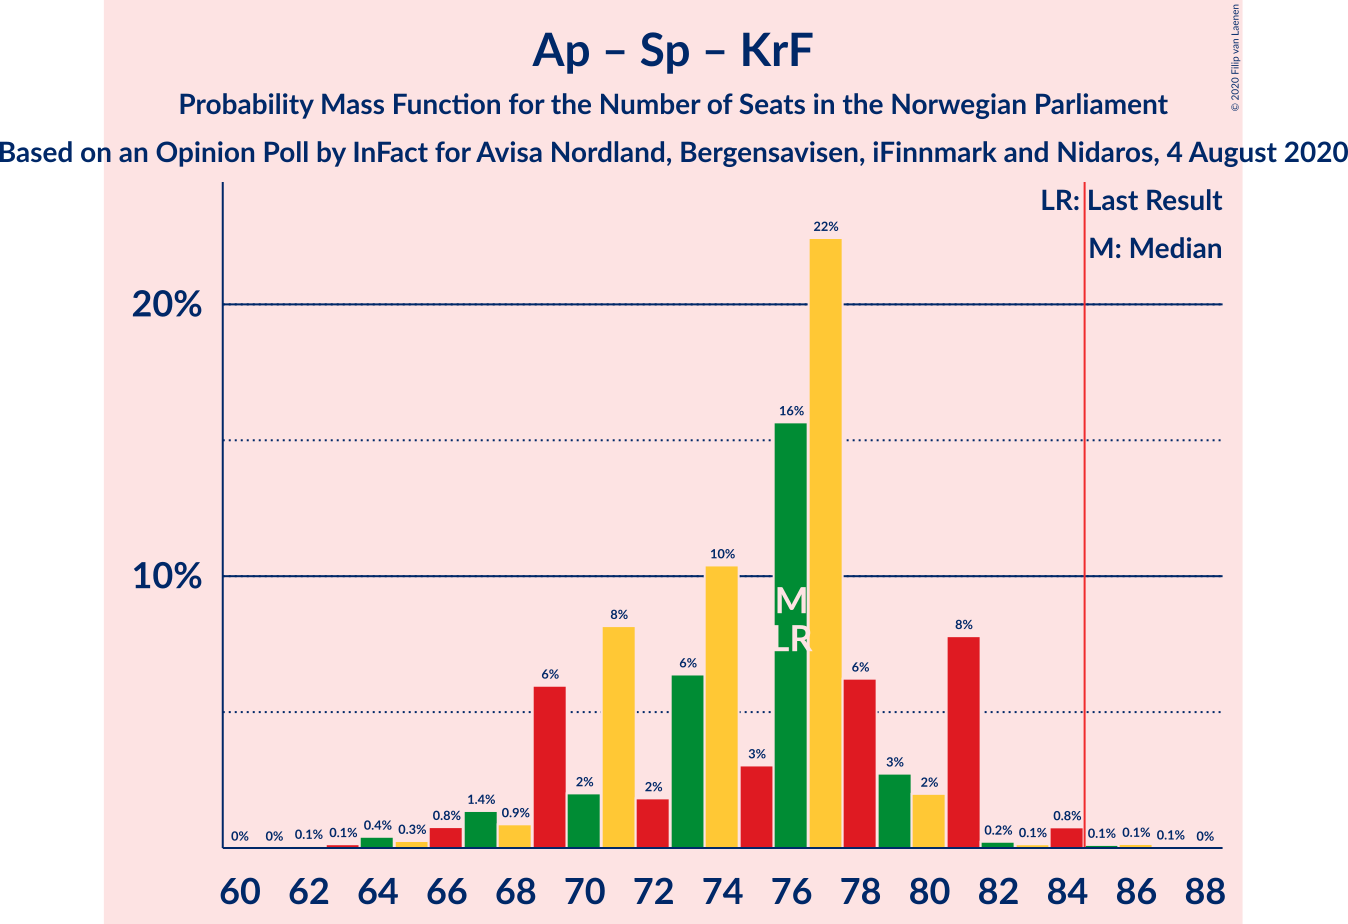 Ap – Sp – KrF
Probability Mass Function for the Number of Seats in the Norwegian Parliament
Based on an Opinion Poll by InFact for Avisa Nordland, Bergensavisen, iFinnmark and Nidaros, 4 August 2020
© 2020 Filip van Laenen
LR: Last Result
M: Median
20%
10%
0% 0% 0.1% 0.1% 0.4% 0.3% 0.8% 1.4% 0.9% 6% 2% 8% 2% 6% 10% 3% 16% 22% 6% 3% 2% 8% 0.2% 0.1% 0.8% 0.1% 0.1% 0.1% 0%
M
LR
60 62 64 66 68 70 72 74 76 78 80 82 84 86 88